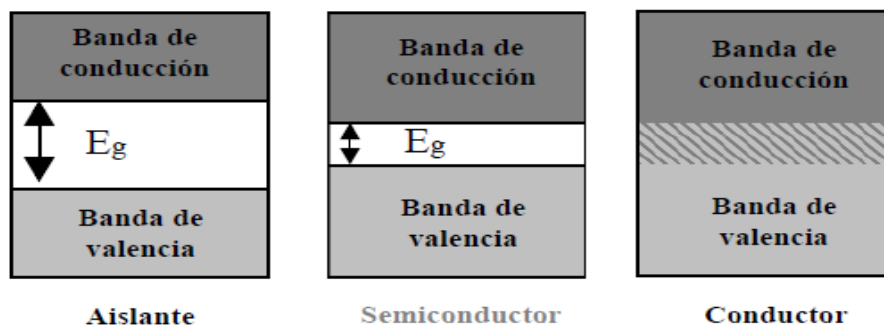 Banda de
conducción
Eg
Banda de
valencia
Aislante
Banda de
conducción
Eg
Banda de
valencia
Semiconductor
Banda de
conducción
Banda de
valencia
Conductor